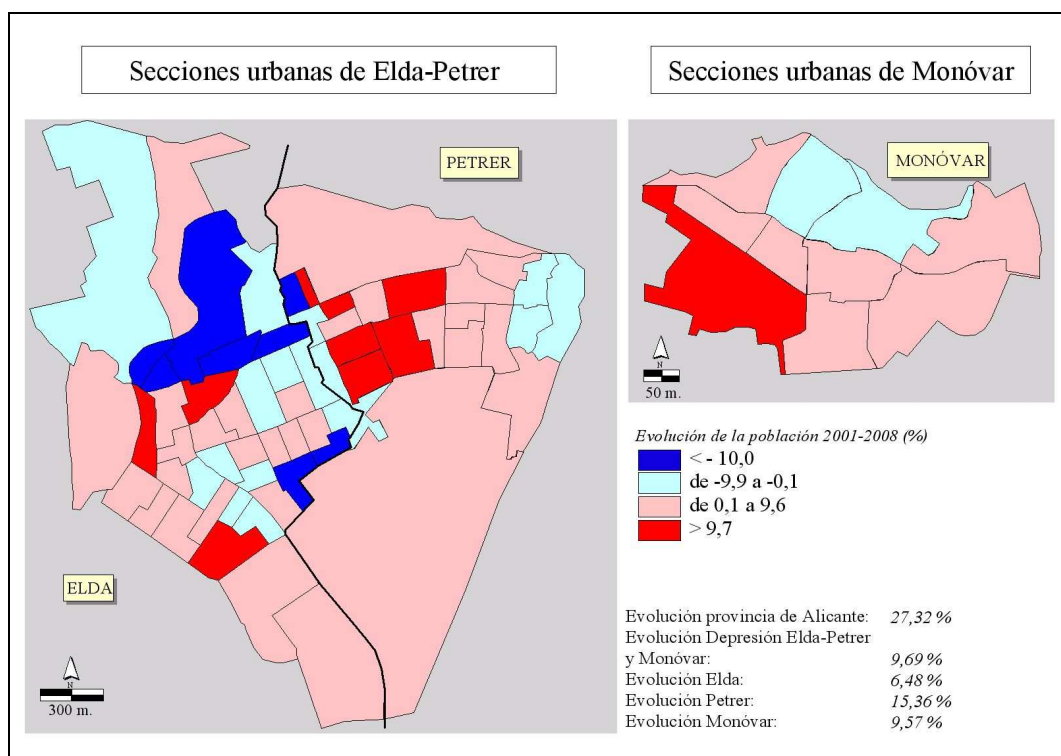 Secciones urbanas de Elda-Petrer
Secciones urbanas de Monóvar
PETRER
MONÓVAR
ELDA
N
300 m.
N
50 m.
Evolución de la población 2001-2008 (%)
< - 10,0
de -9,9 a -0,1
de 0,1 a 9,6
> 9,7
Evolución provincia de Alicante: 27,32 %
Evolución Depresión Elda-Petrer
y Monóvar: 9,69 %
Evolución Elda: 6,48 %
Evolución Petrer: 15,36 %
Evolución Monóvar: 9,57 %